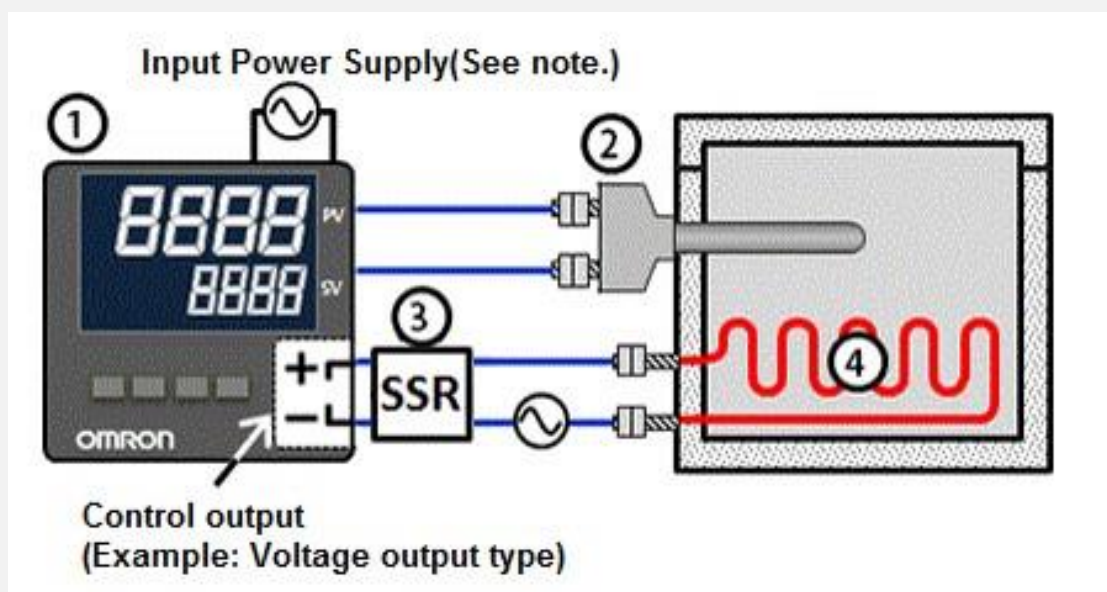 Input Power Supply(See note.)
1
2
8888 PV
8888 SV
3
+
SSR
−
4
OMRON
Control output
(Example: Voltage output type)